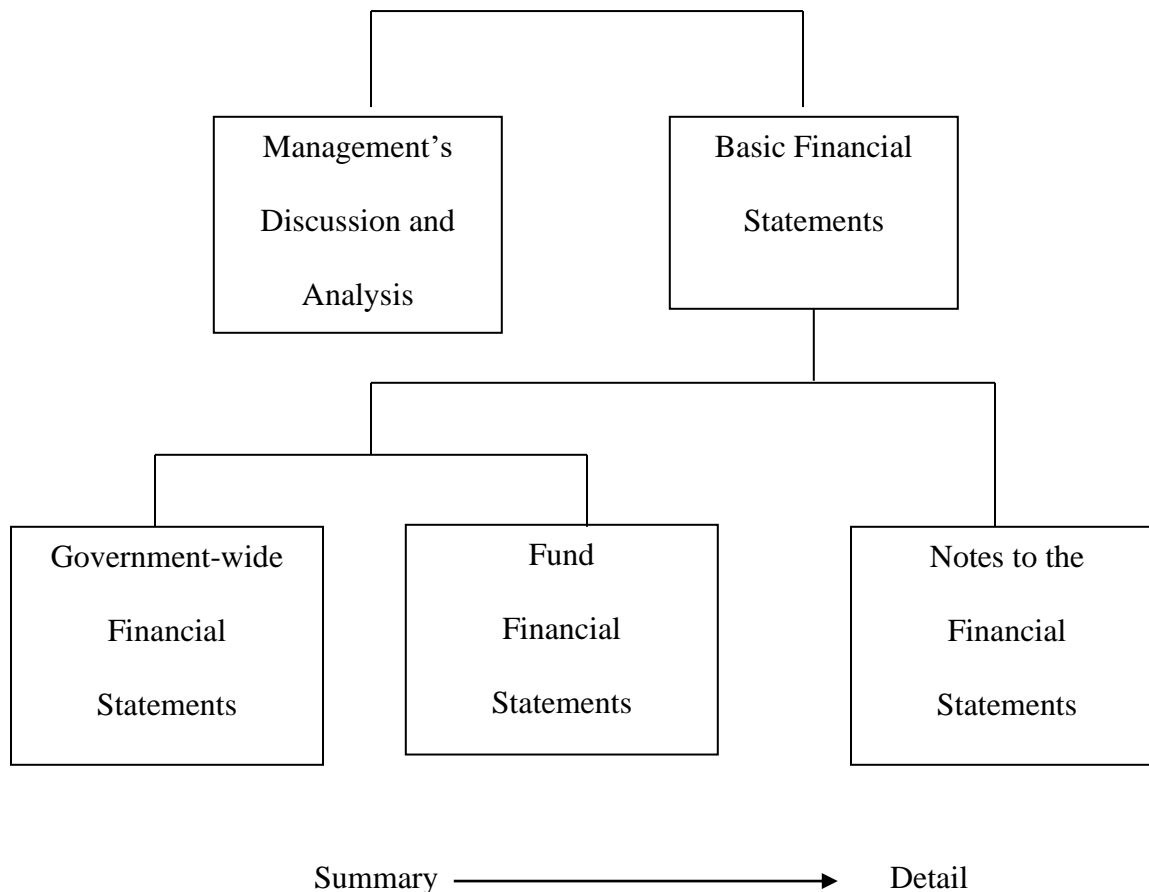 Management’s
Discussion and
Analysis
Basic Financial
Statements
Government-wide
Financial
Statements
Fund
Financial
Statements
Notes to the
Financial
Statements
Summary
Detail